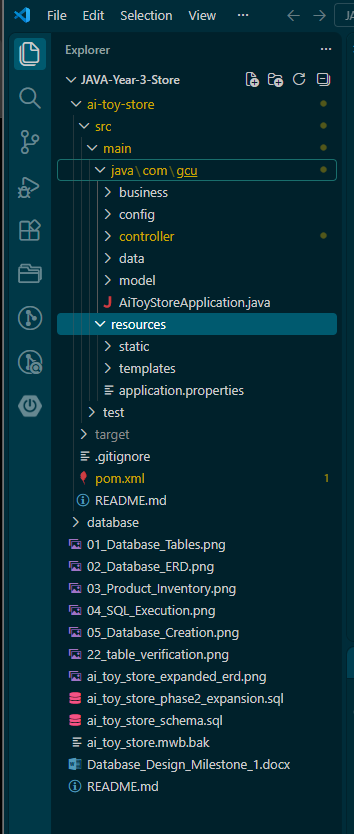 File Edit Selection View ··· JA
Explorer ···
JAVA-Year-3-Store
ai-toy-store
src
main
java\com\gcu
business
config
controller
data
model
J AiToyStoreApplication.java
resources
static
templates
application.properties
test
target
.gitignore
pom.xml 1
README.md
database
01_Database_Tables.png
02_Database_ERD.png
03_Product_Inventory.png
04_SQL_Execution.png
05_Database_Creation.png
22_table_verification.png
ai_toy_store_expanded_erd.png
ai_toy_store_phase2_expansion.sql
ai_toy_store_schema.sql
ai_toy_store.mwb.bak
Database_Design_Milestone_1.docx
README.md